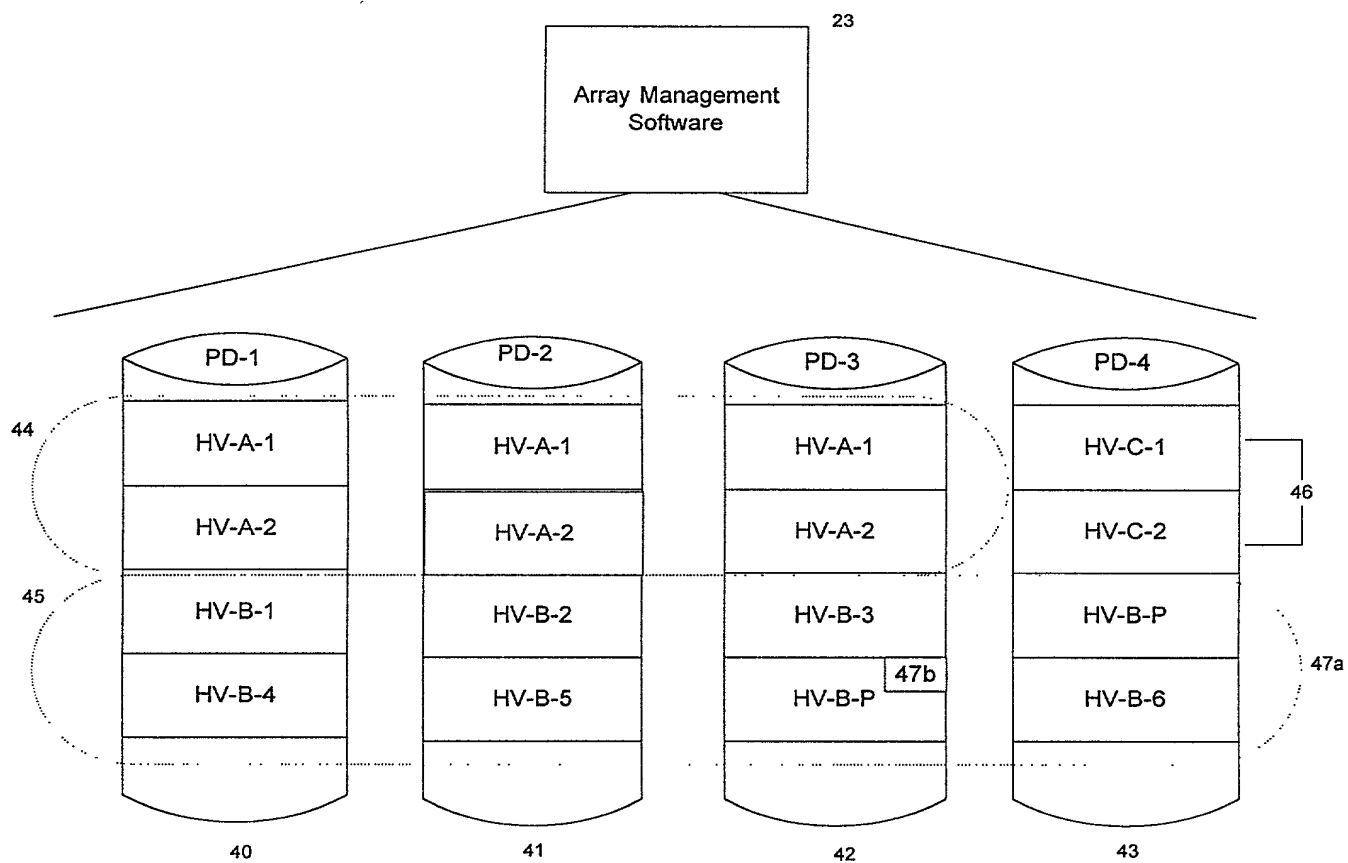 23
Array Management
Software
PD-1
PD-2
PD-3
PD-4
44
HV-A-1
HV-A-1
HV-A-1
HV-C-1
46
HV-A-2
HV-A-2
HV-A-2
HV-C-2
45
HV-B-1
HV-B-2
HV-B-3
HV-B-P
47a
47b
HV-B-4
HV-B-5
HV-B-P
HV-B-6
40
41
42
43